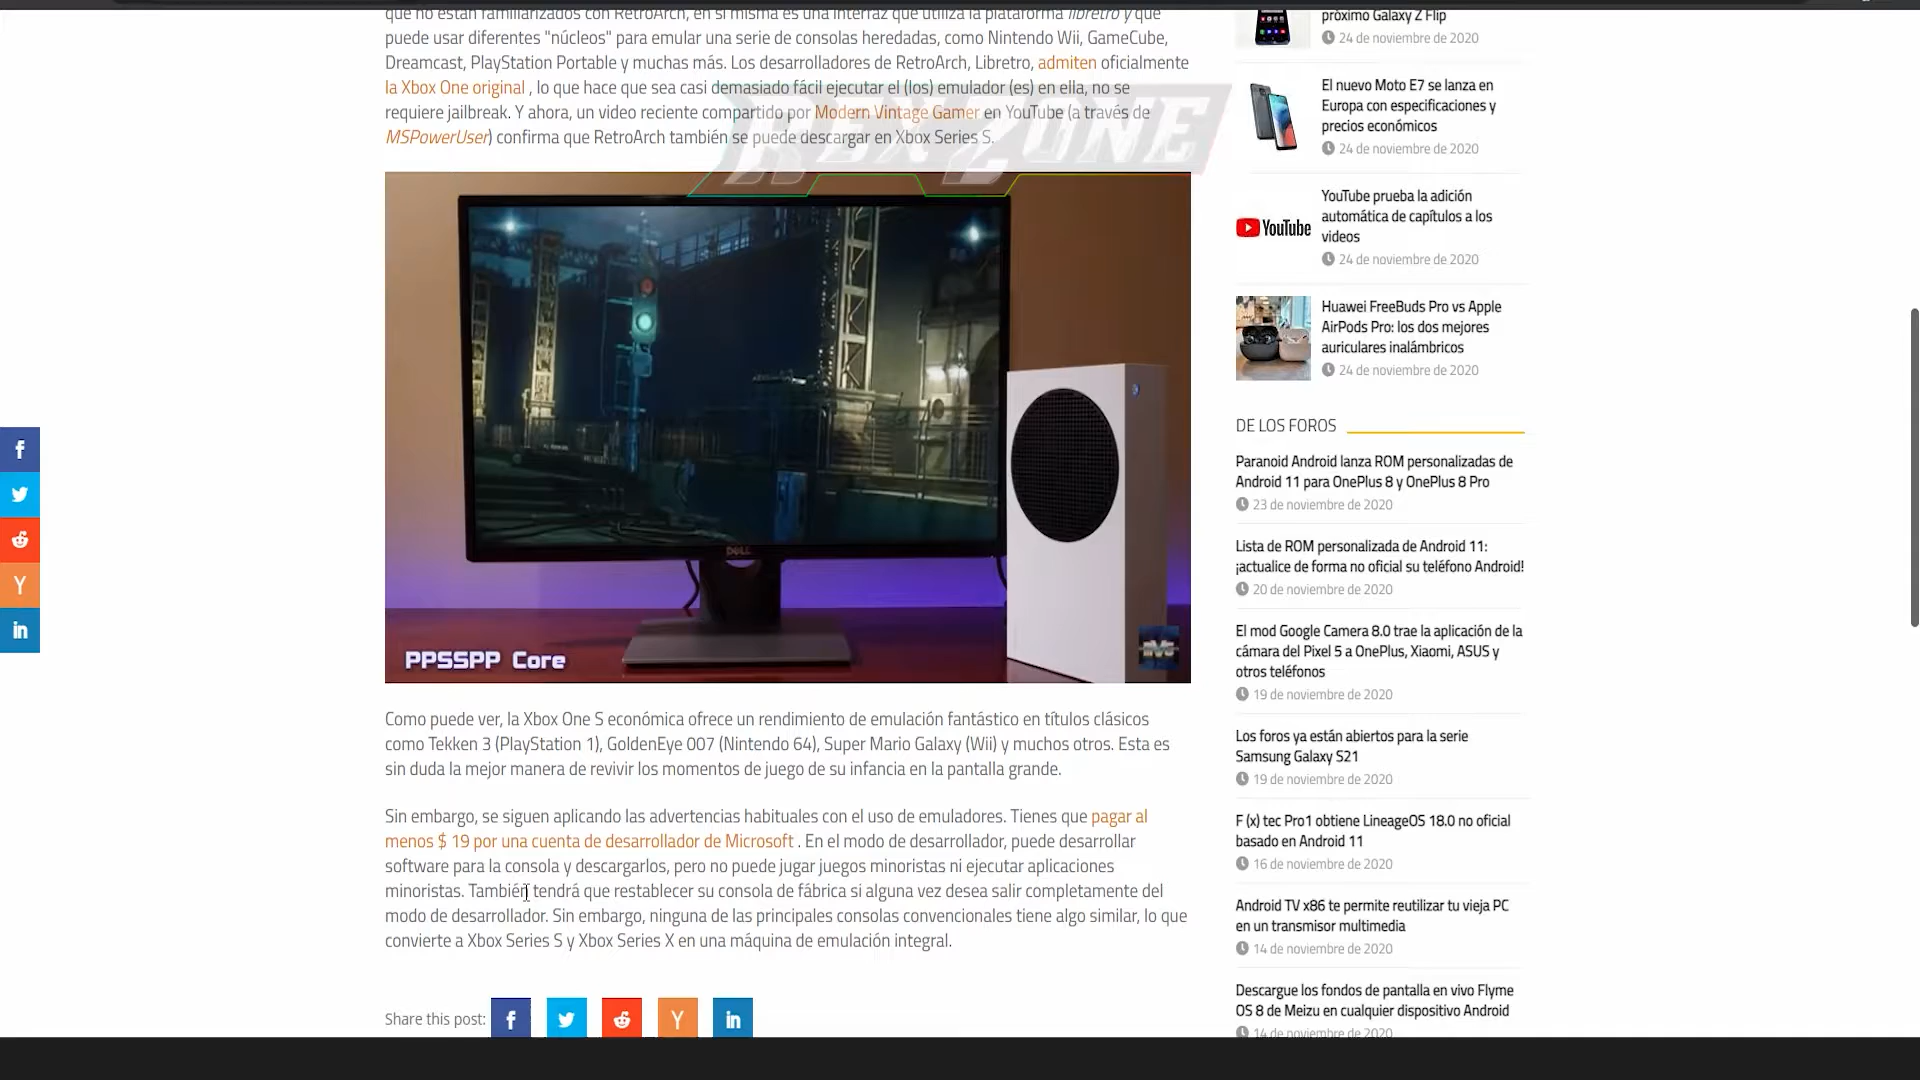 que no están familiarizados con RetroArch, en sí misma es una interfaz que utiliza la plataforma libretro y que
puede usar diferentes "núcleos" para emular una serie de consolas heredadas, como Nintendo Wii, GameCube,
Dreamcast, PlayStation Portable y muchas más. Los desarrolladores de RetroArch, Libretro, admiten oficialmente
la Xbox One original , lo que hace que sea casi demasiado fácil ejecutar el (los) emulador (es) en ella, no se
requiere jailbreak. Y ahora, un video reciente compartido por Modern Vintage Gamer en YouTube (a través de
MSPowerUser) confirma que RetroArch también se puede descargar en Xbox Series S.
REX ZONE
DELL
PPSSPP Core
MVG
Como puede ver, la Xbox One S económica ofrece un rendimiento de emulación fantástico en títulos clásicos
como Tekken 3 (PlayStation 1), GoldenEye 007 (Nintendo 64), Super Mario Galaxy (Wii) y muchos otros. Esta es
sin duda la mejor manera de revivir los momentos de juego de su infancia en la pantalla grande.
Sin embargo, se siguen aplicando las advertencias habituales con el uso de emuladores. Tienes que pagar al
menos $ 19 por una cuenta de desarrollador de Microsoft . En el modo de desarrollador, puede desarrollar
software para la consola y descargarlos, pero no puede jugar juegos minoristas ni ejecutar aplicaciones
minoristas. También tendrá que restablecer su consola de fábrica si alguna vez desea salir completamente del
modo de desarrollador. Sin embargo, ninguna de las principales consolas convencionales tiene algo similar, lo que
convierte a Xbox Series S y Xbox Series X en una máquina de emulación integral.
Share this post:
próximo Galaxy Z Flip
24 de noviembre de 2020
El nuevo Moto E7 se lanza en
Europa con especificaciones y
precios económicos
24 de noviembre de 2020
YouTube
YouTube prueba la adición
automática de capítulos a los
videos
24 de noviembre de 2020
Huawei FreeBuds Pro vs Apple
AirPods Pro: los dos mejores
auriculares inalámbricos
24 de noviembre de 2020
DE LOS FOROS
Paranoid Android lanza ROM personalizadas de
Android 11 para OnePlus 8 y OnePlus 8 Pro
23 de noviembre de 2020
Lista de ROM personalizada de Android 11:
¡actualice de forma no oficial su teléfono Android!
20 de noviembre de 2020
El mod Google Camera 8.0 trae la aplicación de la
cámara del Pixel 5 a OnePlus, Xiaomi, ASUS y
otros teléfonos
19 de noviembre de 2020
Los foros ya están abiertos para la serie
Samsung Galaxy S21
19 de noviembre de 2020
F (x) tec Pro1 obtiene LineageOS 18.0 no oficial
basado en Android 11
16 de noviembre de 2020
Android TV x86 te permite reutilizar tu vieja PC
en un transmisor multimedia
14 de noviembre de 2020
Descargue los fondos de pantalla en vivo Flyme
OS 8 de Meizu en cualquier dispositivo Android
14 de noviembre de 2020